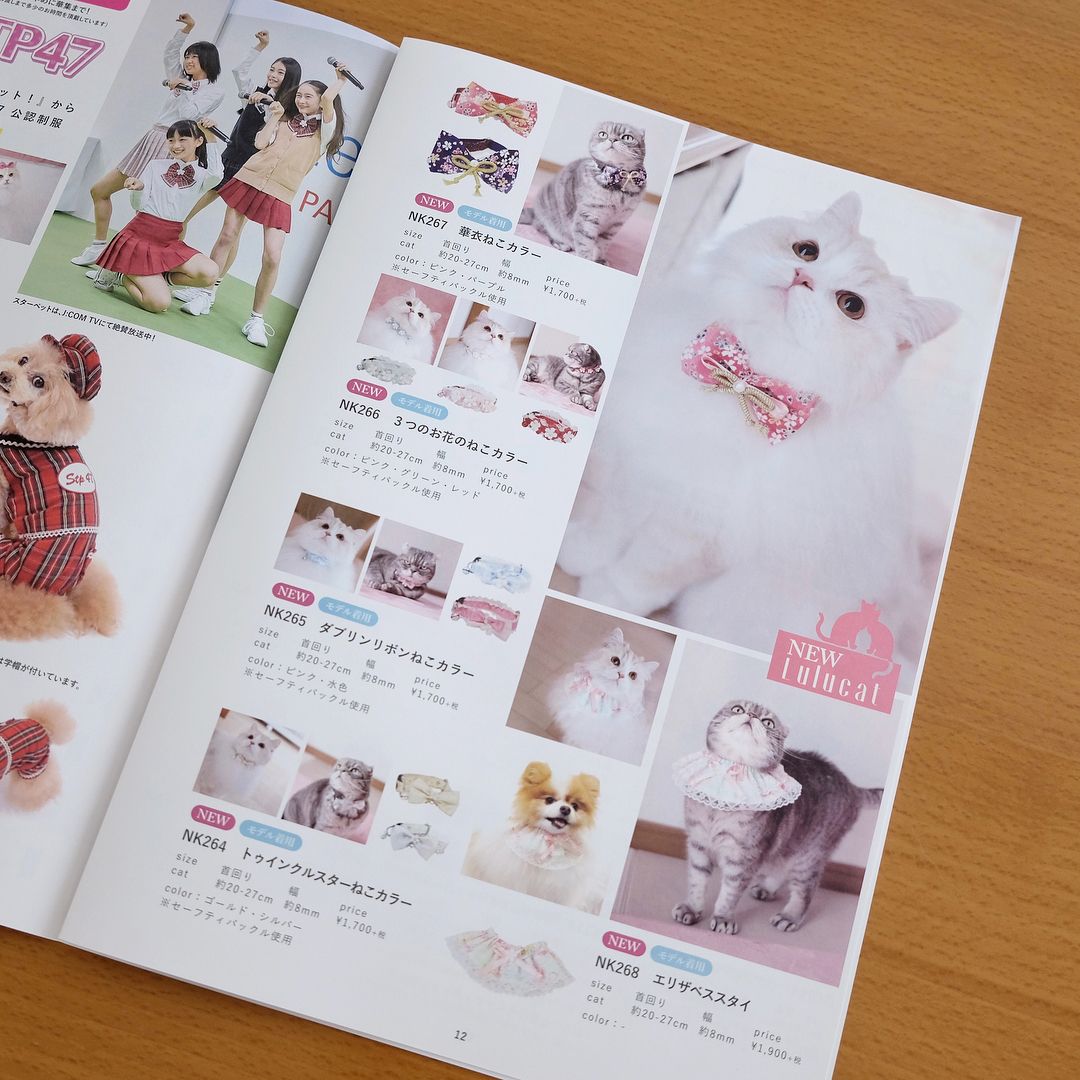 に華集まで!
までに多少のお時間を頂戴しています)
TP47
ット!』から
7 公認制服
PA
スターペットは、J:COM TVにて絶賛放送中!
Stp 47
は学帽が付いています。
NEW モデル着用
NK267 華衣ねこカラー
size 首回り 幅 price
cat 約20-27cm 約8mm ¥1,700+税
color:ピンク・パープル
※セーフティバックル使用
NEW モデル着用
NK266 3つのお花のねこカラー
size 首回り 幅 price
cat 約20-27cm 約8mm ¥1,700+税
color:ピンク・グリーン・レッド
※セーフティバックル使用
NEW モデル着用
NK265 ダブリンリボンねこカラー
size 首回り 幅 price
cat 約20-27cm 約8mm ¥1,700+税
color:ピンク・水色
※セーフティバックル使用
NEW モデル着用
NK264 トゥインクルスターねこカラー
size 首回り 幅 price
cat 約20-27cm 約8mm ¥1,700+税
color:ゴールド・シルバー
※セーフティバックル使用
NEW
Lulucat
NEW モデル着用
NK268 エリザベススタイ
size 首回り 幅 price
cat 約20-27cm 約8mm ¥1,900+税
color:-
12